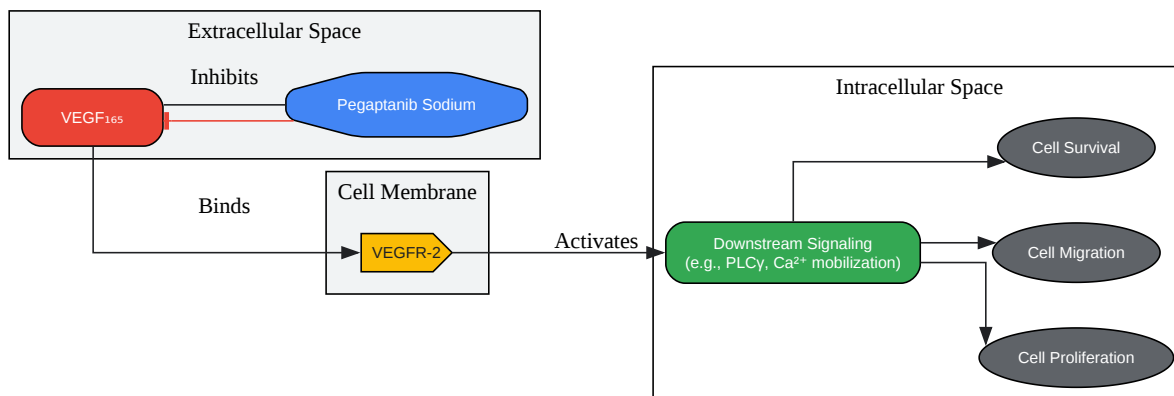 Extracellular Space
Inhibits
VEGF₁₆₅
Pegaptanib Sodium
Binds
Cell Membrane
VEGFR-2
Activates
Intracellular Space
Downstream Signaling
(e.g., PLCγ, Ca²⁺ mobilization)
Cell Survival
Cell Migration
Cell Proliferation